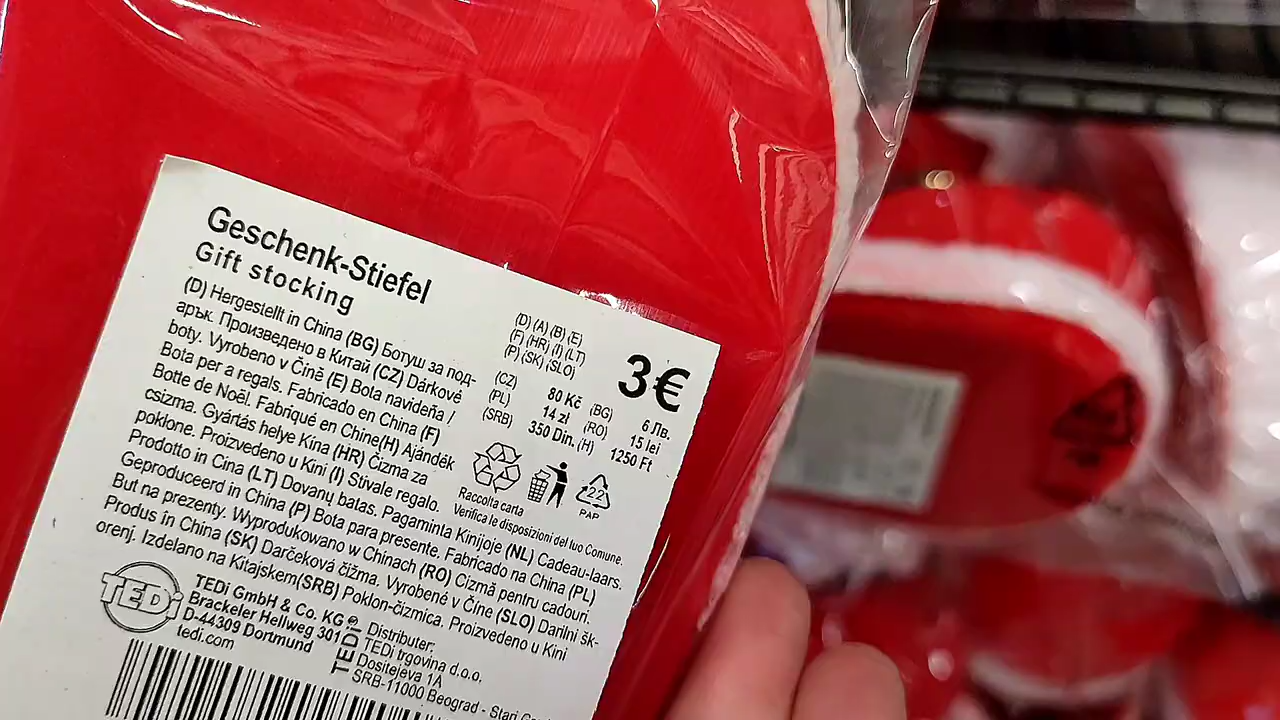 Geschenk-Stiefel
Gift stocking
(D) Hergestellt in China (BG) Ботуш за под-
арък. Произведено в Китай (CZ) Dárkové
boty. Vyrobeno v Čině (E) Bota navideña /
Bota per a regals. Fabricado en China (F)
Botte de Noël. Fabriqué en Chine(H) Ájándék
csizma. Gyártás helye Kína (HR) Čizma za
poklone. Proizvedeno u Kini (I) Stivale regalo.
Prodotto in Cina (LT) Dovanų batas. Pagaminta Kinijoje (NL) Cadeau-laars.
Geproduceerd in China (P) Bota para presente. Fabricado na China (PL)
But na prezenty. Wyprodukowano w Chinach (RO) Cizmă pentru cadouri.
Produs în China (SK) Darčeková čižma. Vyrobené v Číne (SLO) Darilni šk-
orenj. Izdelano na Kitajskem(SRB) Poklon-čizmica. Proizvedeno u Kini
(D) (A) (B) (E)
(F) (HR) (I) (LT)
(P) (SK) (SLO)
3€
(CZ) 80 Kč (BG) 6 Лв.
(PL) 14 zł (RO) 15 lei
(SRB) 350 Din. (H) 1250 Ft
22
PAP
Raccolta carta
Verifica le disposizioni del tuo Comune.
TEDi
TEDi GmbH & Co. KG
Brackeler Hellweg 301
D-44309 Dortmund
tedi.com
TEDi
Distributer:
TEDi trgovina d.o.o.
Dositejeva 1A
SRB-11000 Beograd - Stari